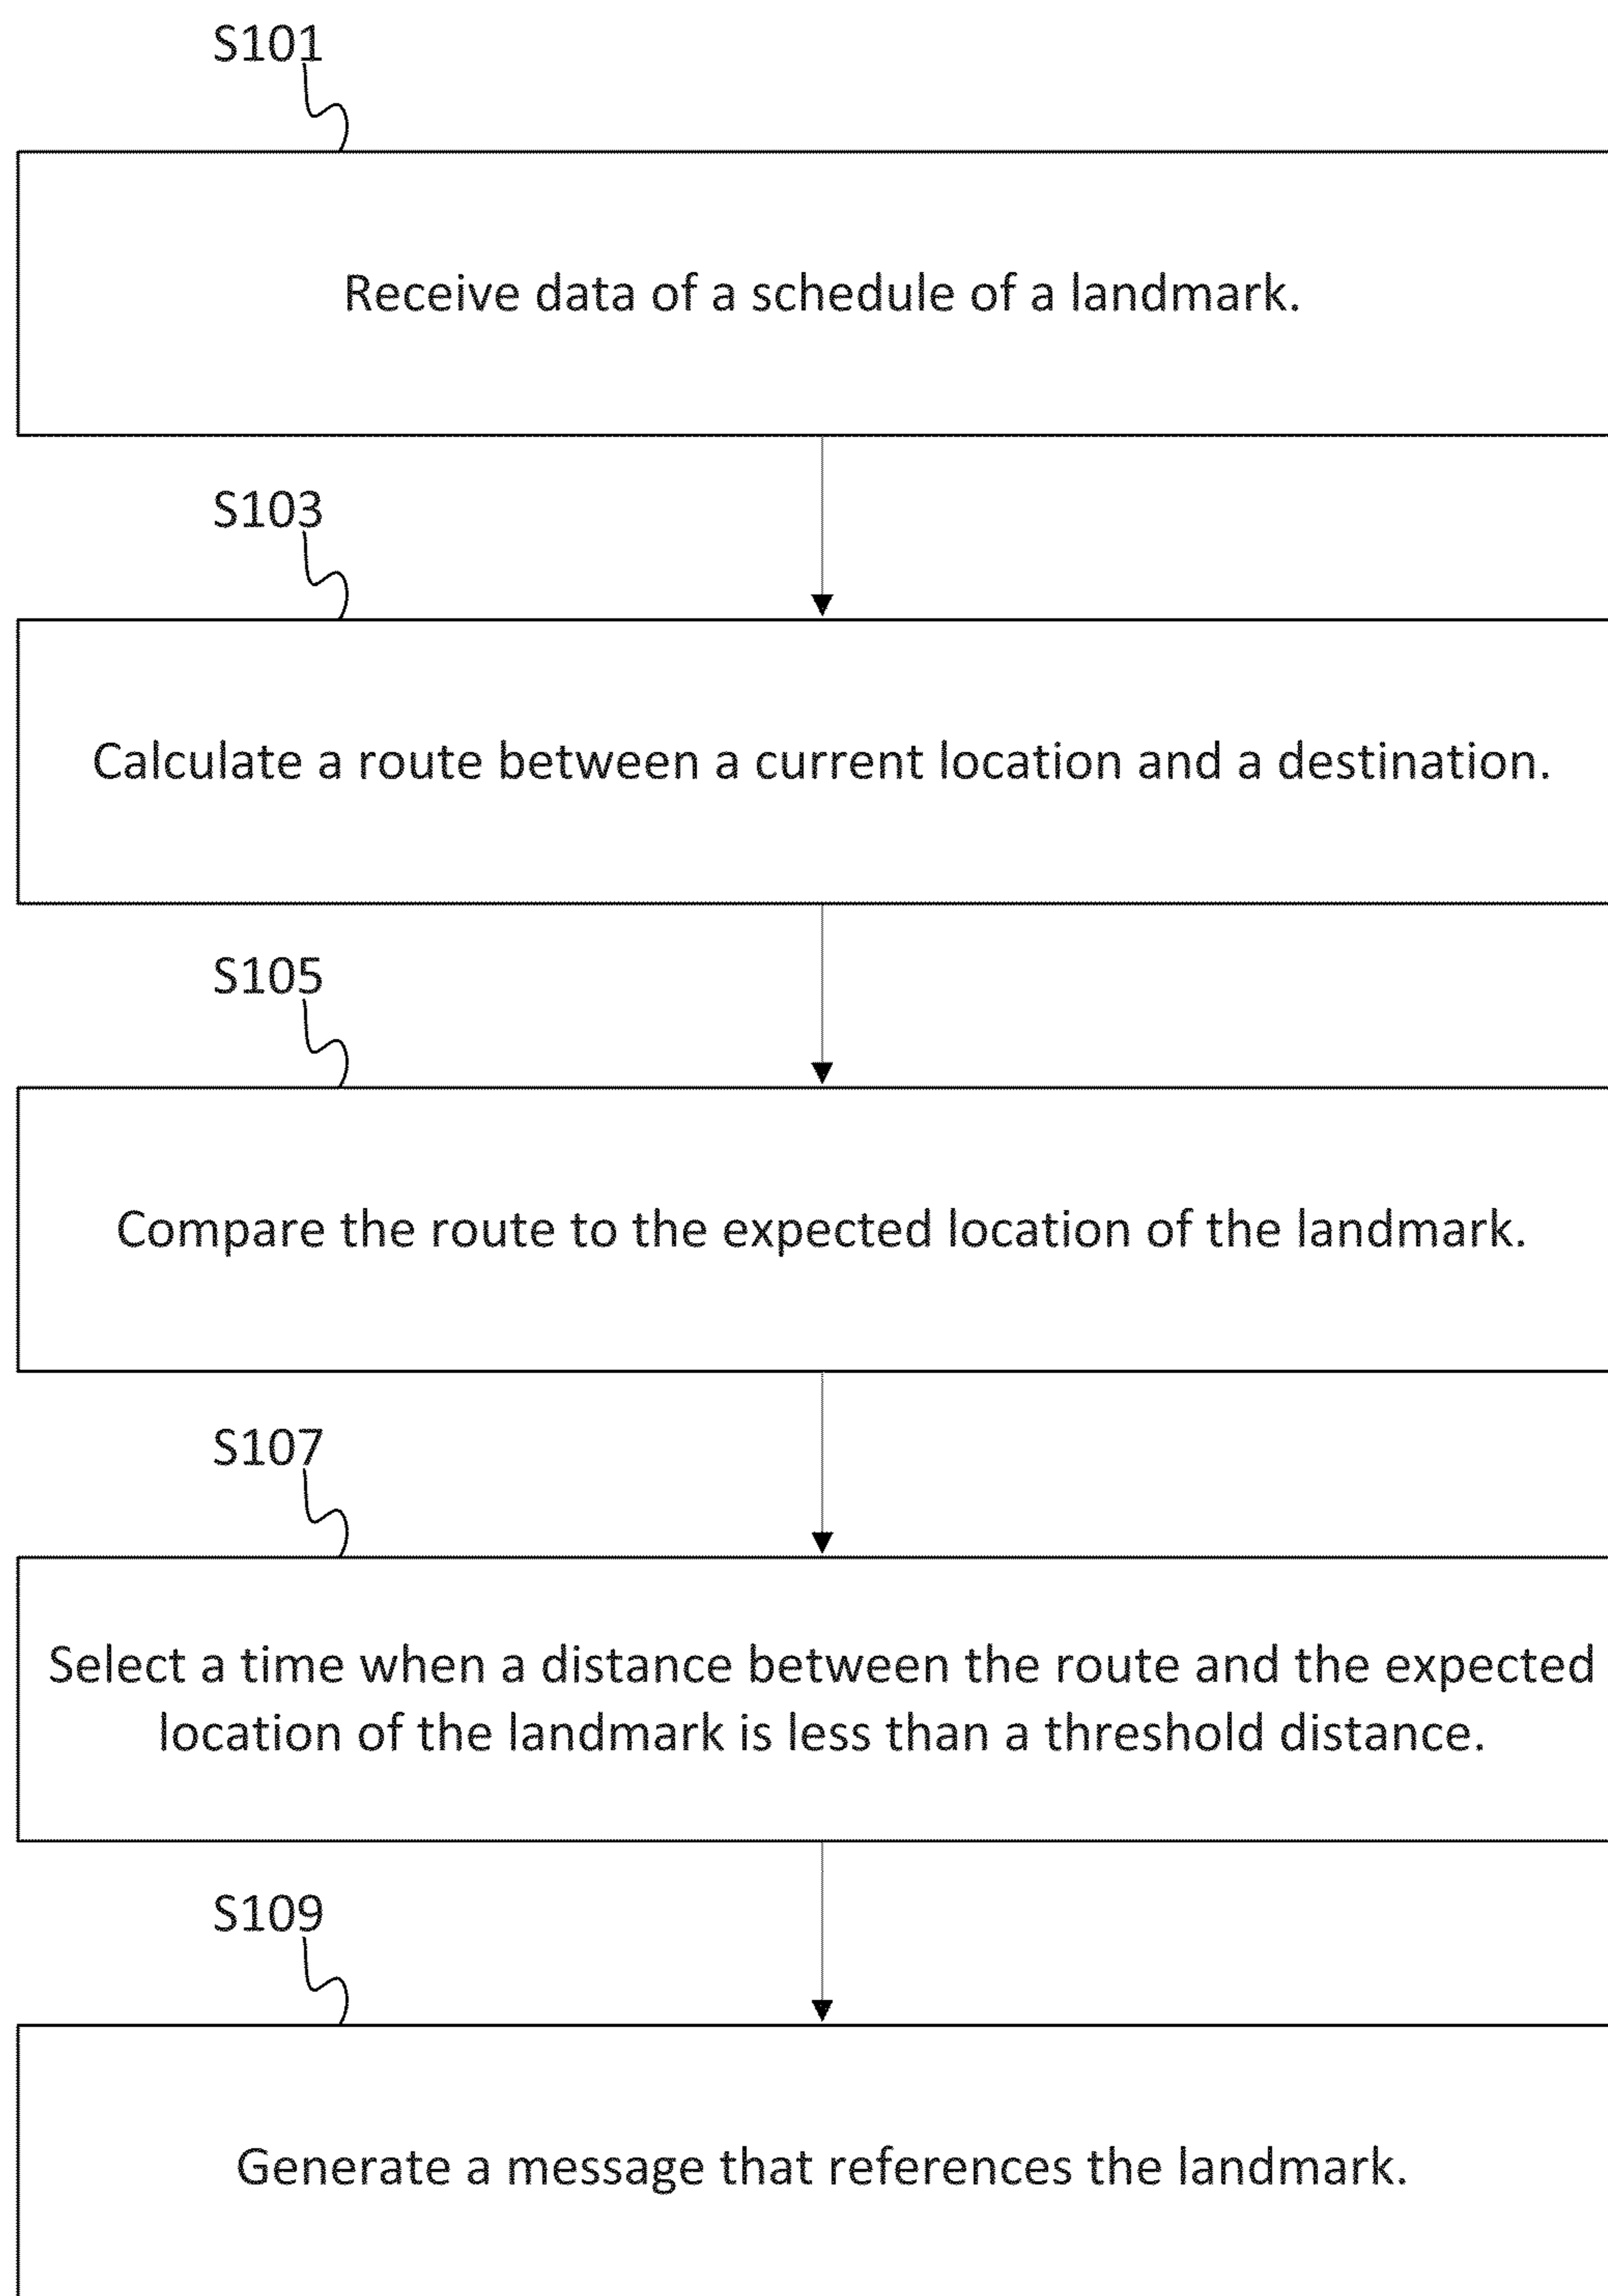 S101
Receive data of a schedule of a landmark.
S103
Calculate a route between a current location and a destination.
S105
Compare the route to the expected location of the landmark.
S107
Select a time when a distance between the route and the expected
location of the landmark is less than a threshold distance.
S109
Generate a message that references the landmark.